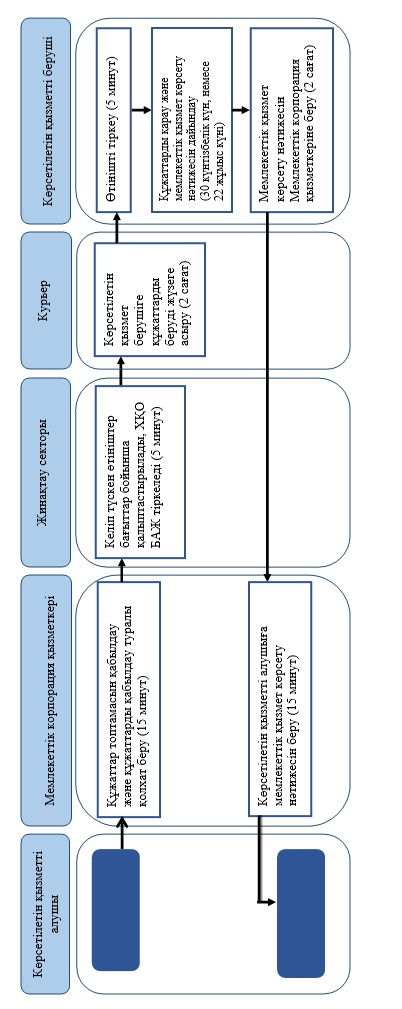 Көрсетілетін қызметті
алушы
Мемлекеттік корпорация қызметкері
Жинақтау секторы
Курьер
Көрсетілетін қызметті беруші
Құжаттар топтамасын қабылдау
және құжаттарды қабылдау туралы
қолхат беру (15 минут)
Келіп түскен өтініштер
бағыттар бойынша
қалыптастырылады, ХҚО
БАЖ тіркеледі (5 минут)
Көрсетілетін
қызмет
берушіге
құжаттарды
беруді жүзеге
асыру (2 сағат)
Өтінішті тіркеу (5 минут)
Құжаттарды қарау және
мемлекеттік қызмет көрсету
нәтижесін дайындау
(30 күнтізбелік күн, немесе
22 жұмыс күні)
Мемлекеттік қызмет
көрсету нәтижесін
Мемлекеттік корпорация
қызметкеріне беру (2 сағат)
Көрсетілетін қызметті алушыға
мемлекеттік қызмет көрсету
нәтижесін беру (15 минут)